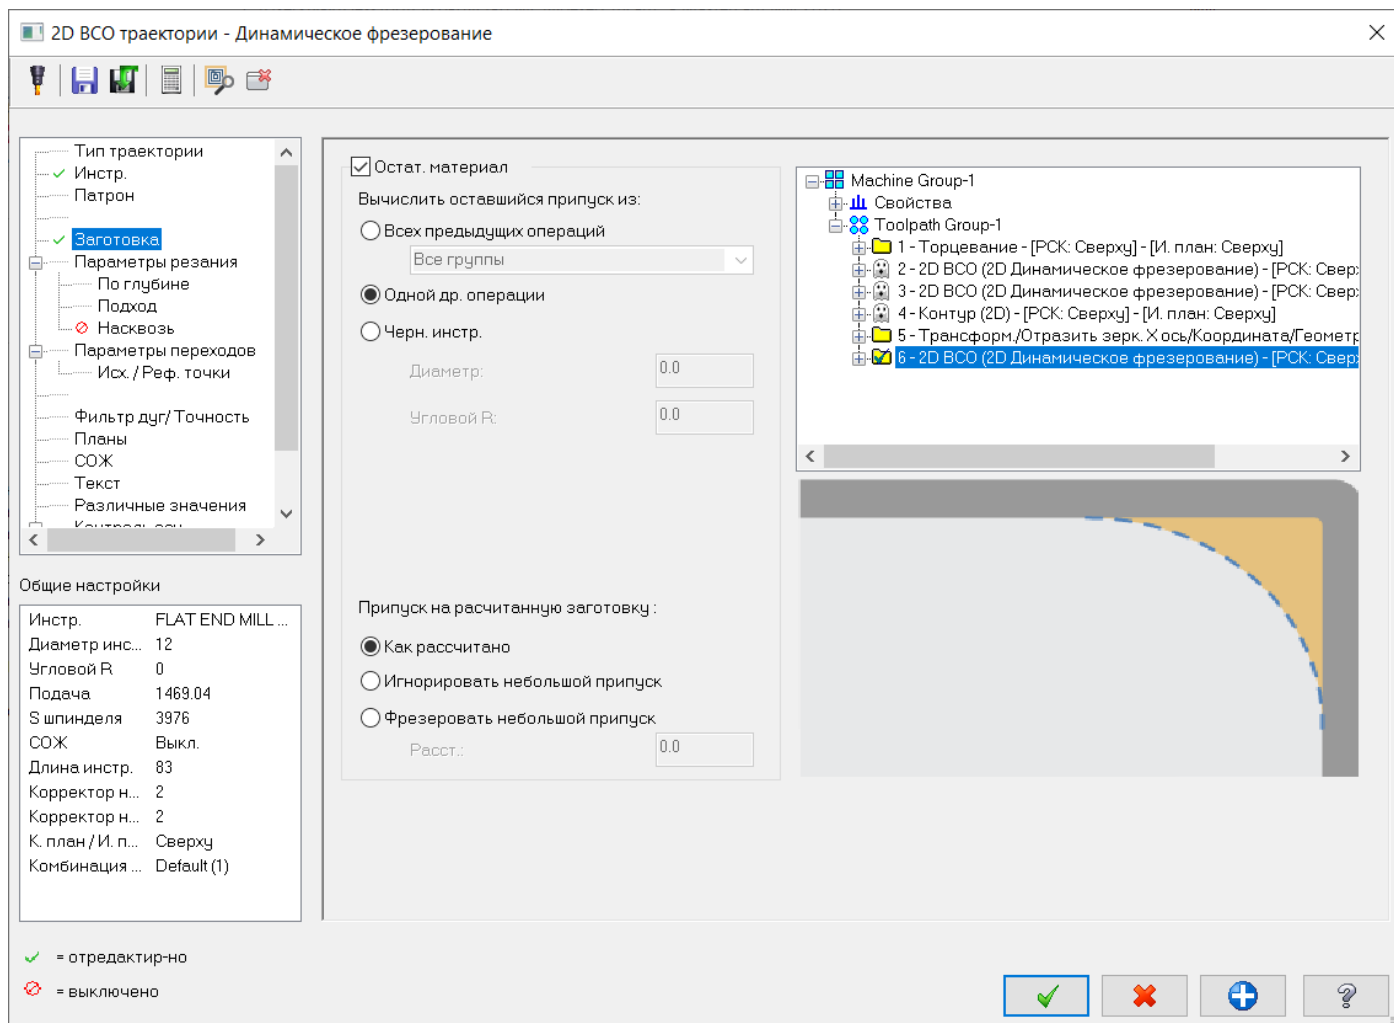 2D ВСО траектории - Динамическое фрезерование
Тип траектории
Инстр.
Патрон
Заготовка
Параметры резания
По глубине
Подход
Насквозь
Параметры переходов
Исх. / Реф. точки
Фильтр дуг/ Точность
Планы
СОЖ
Текст
Различные значения
Общие настройки
Инстр. FLAT END MILL ...
Диаметр инс... 12
Угловой R 0
Подача 1469.04
S шпинделя 3976
СОЖ Выкл.
Длина инстр. 83
Корректор н... 2
Корректор н... 2
К. план / И. п... Сверху
Комбинация ... Default (1)
= отредактир-но
= выключено
Остат. материал
Вычислить оставшийся припуск из:
Всех предыдущих операций
Все группы
Одной др. операции
Черн. инстр.
Диаметр: 0.0
Угловой R: 0.0
Припуск на расчитанную заготовку :
Как рассчитано
Игнорировать небольшой припуск
Фрезеровать небольшой припуск
Расст.: 0.0
Machine Group-1
Свойства
Toolpath Group-1
1 - Торцевание - [РСК: Сверху] - [И. план: Сверху]
2 - 2D ВСО (2D Динамическое фрезерование) - [РСК: Сверх
3 - 2D ВСО (2D Динамическое фрезерование) - [РСК: Сверх
4 - Контур (2D) - [РСК: Сверху] - [И. план: Сверху]
5 - Трансформ./Отразить зерк. X ось/Координата/Геометр
6 - 2D ВСО (2D Динамическое фрезерование) - [РСК: Сверх